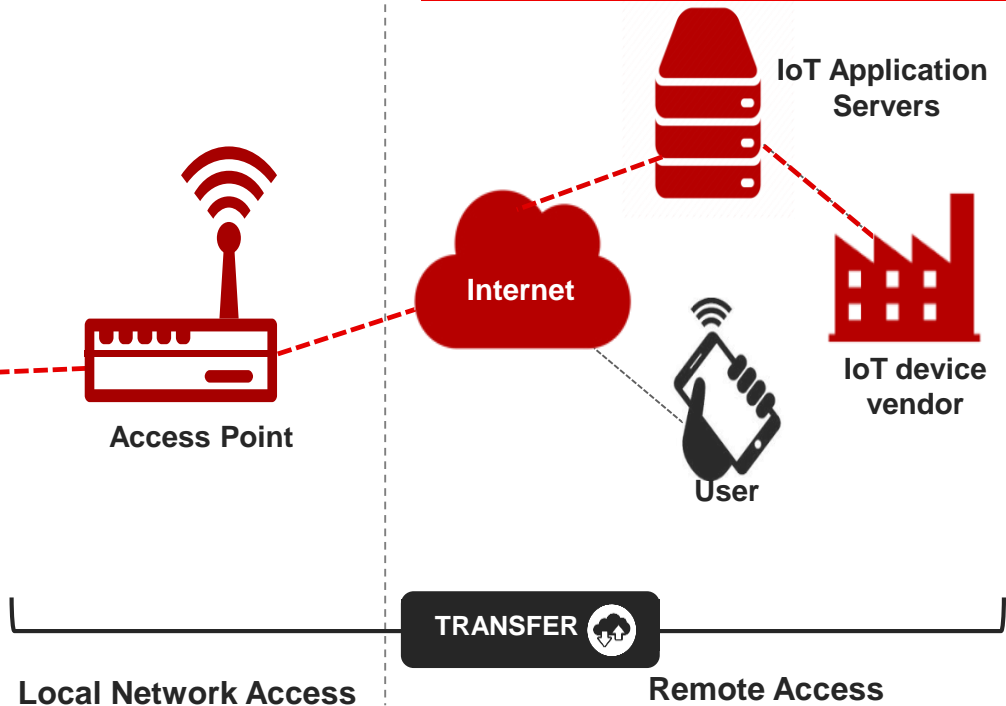 IoT Application
Servers
Internet
IoT device
vendor
Access Point
User
TRANSFER
Local Network Access
Remote Access